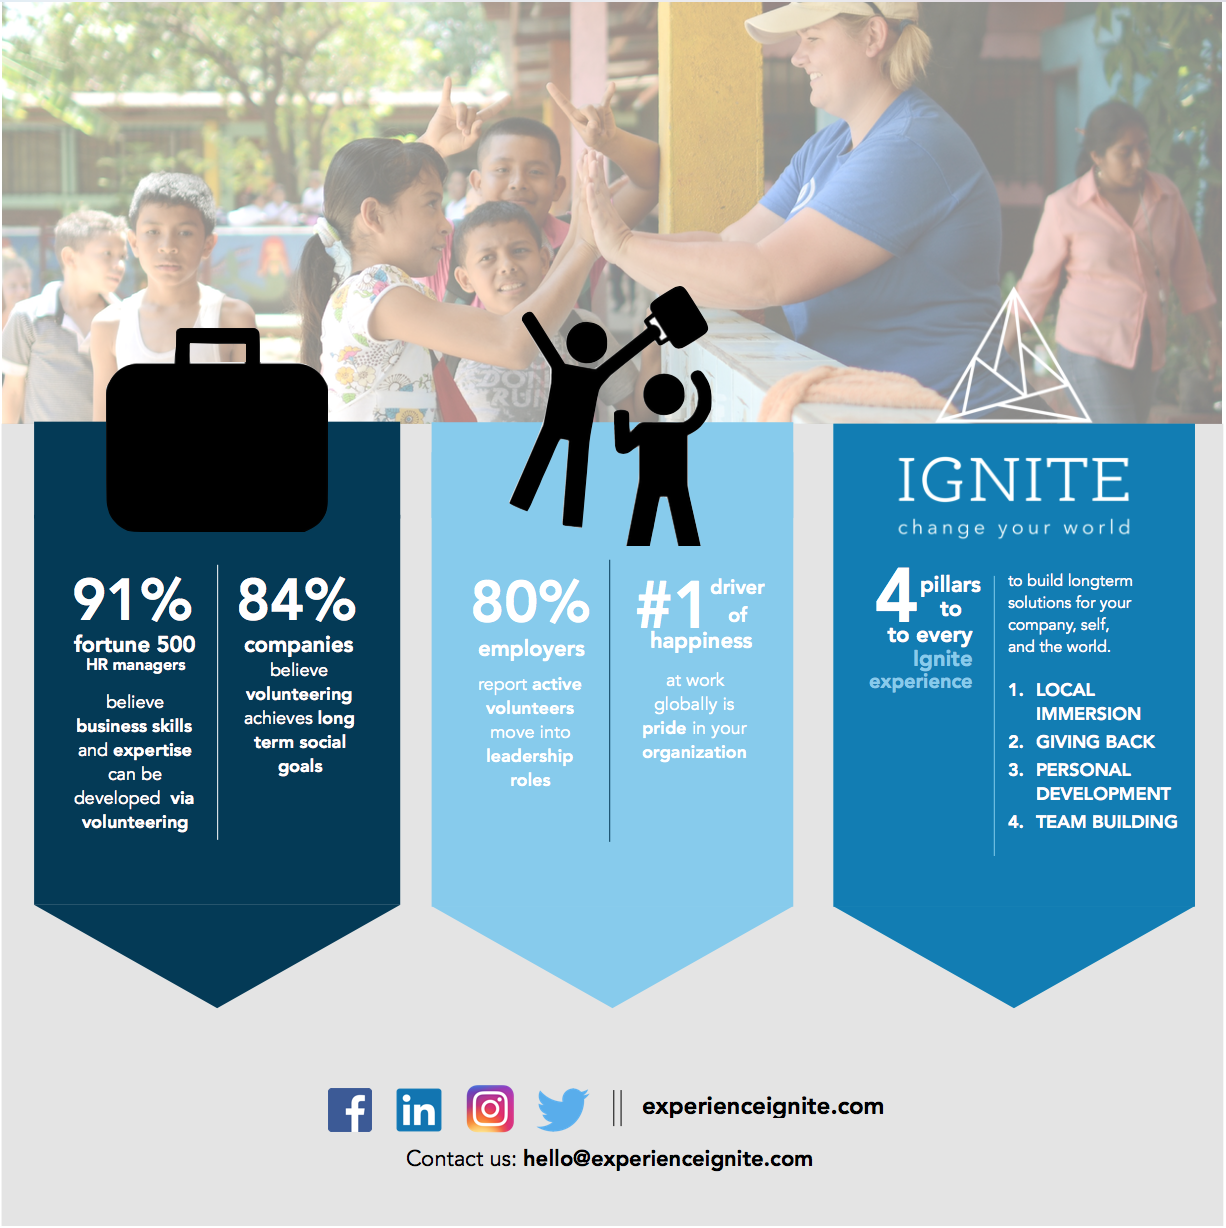 91%
fortune 500
HR managers
believe
business skills
and expertise
can be
developed via
volunteering
84%
companies
believe
volunteering
achieves long
term social
goals
80%
employers
report active
volunteers
move into
leadership
roles
#1 driver
of
happiness
at work
globally is
pride in your
organization
IGNITE
change your world
4 pillars
to
to every
Ignite
experience
to build longterm
solutions for your
company, self,
and the world.
1. LOCAL
IMMERSION
2. GIVING BACK
3. PERSONAL
DEVELOPMENT
4. TEAM BUILDING
f
in
experienceignite.com
Contact us: hello@experienceignite.com